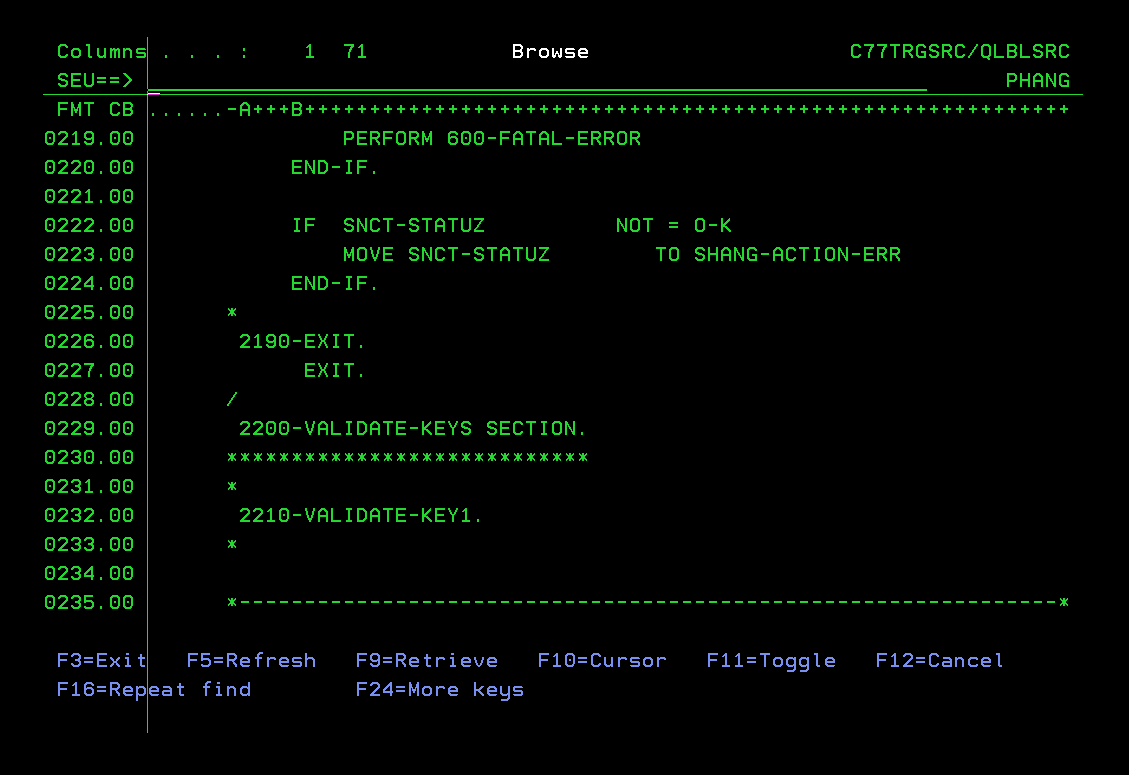 Columns . . . :    1  71           Browse                    C77TRGSRC/QLBLSRC
SEU==>                                                                   PHANG
FMT CB ......-A+++B+++++++++++++++++++++++++++++++++++++++++++++++++++++++++++
0219.00                PERFORM 600-FATAL-ERROR
0220.00            END-IF.
0221.00
0222.00            IF  SNCT-STATUZ          NOT = O-K
0223.00                MOVE SNCT-STATUZ        TO SHANG-ACTION-ERR
0224.00            END-IF.
0225.00       *
0226.00        2190-EXIT.
0227.00             EXIT.
0228.00       /
0229.00        2200-VALIDATE-KEYS SECTION.
0230.00       ****************************
0231.00       *
0232.00        2210-VALIDATE-KEY1.
0233.00       *
0234.00
0235.00       *---------------------------------------------------------------*
F3=Exit   F5=Refresh   F9=Retrieve   F10=Cursor   F11=Toggle   F12=Cancel
F16=Repeat find        F24=More keys